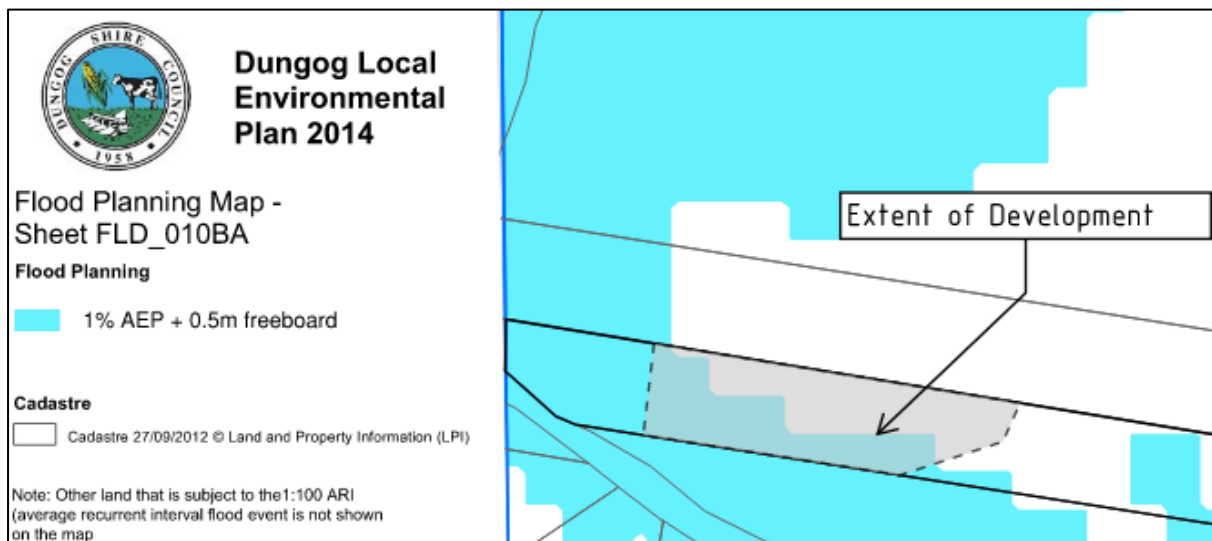 DUNGOG SHIRE COUNCIL
1958
Dungog Local
Environmental
Plan 2014
Flood Planning Map -
Sheet FLD_010BA
Flood Planning
1% AEP + 0.5m freeboard
Cadastre
Cadastre 27/09/2012 © Land and Property Information (LPI)
Note: Other land that is subject to the1:100 ARI
(average recurrent interval flood event is not shown
on the map
Extent of Development